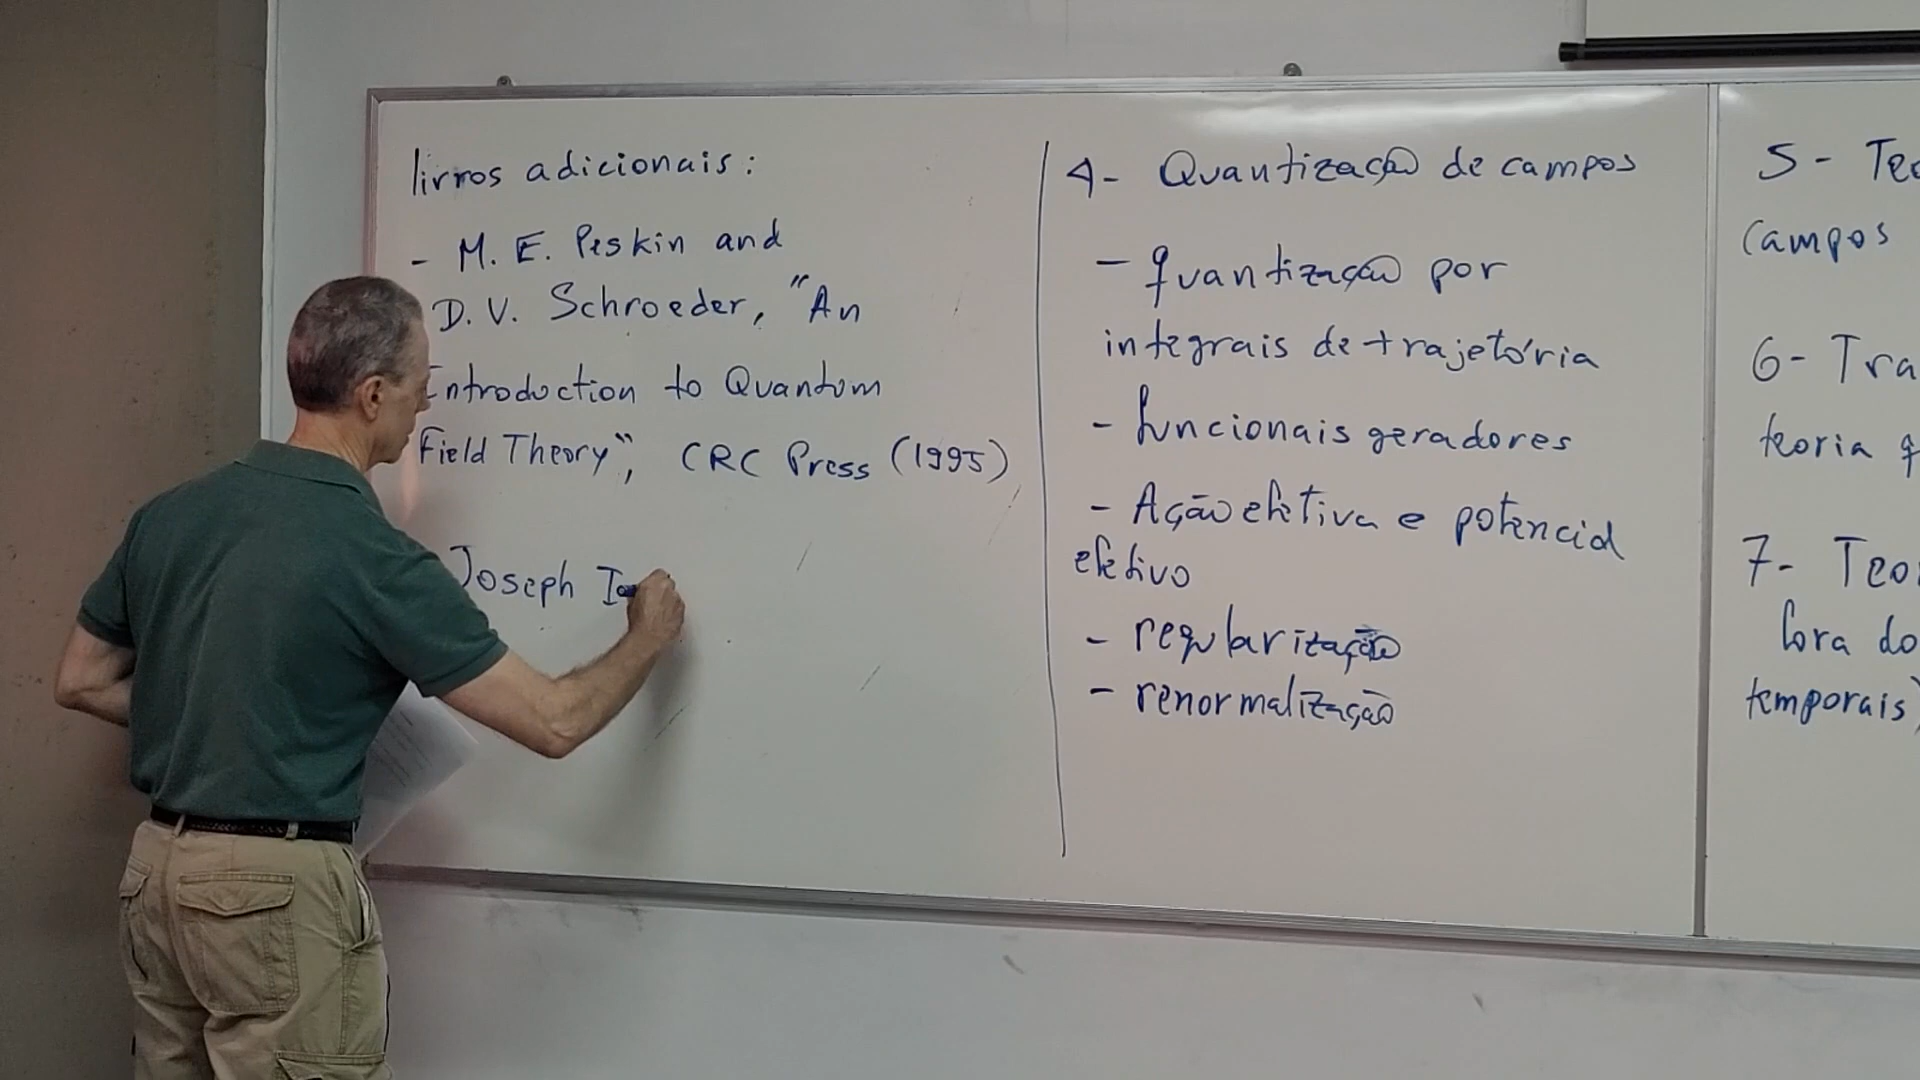 livros adicionais:
- M. E. Peskin and
D. V. Schroeder, "An
Introduction to Quantum
Field Theory", CRC Press (1995)
Joseph
4- Quantização de campos
- quantização por
integrais de trajetória
- funcionais geradores
- Ação efetiva e potencial
efetivo
- regularização
- renormalização
5- Teo
campos
6- Tra
teoria q
7- Teo
fora do
temporais)